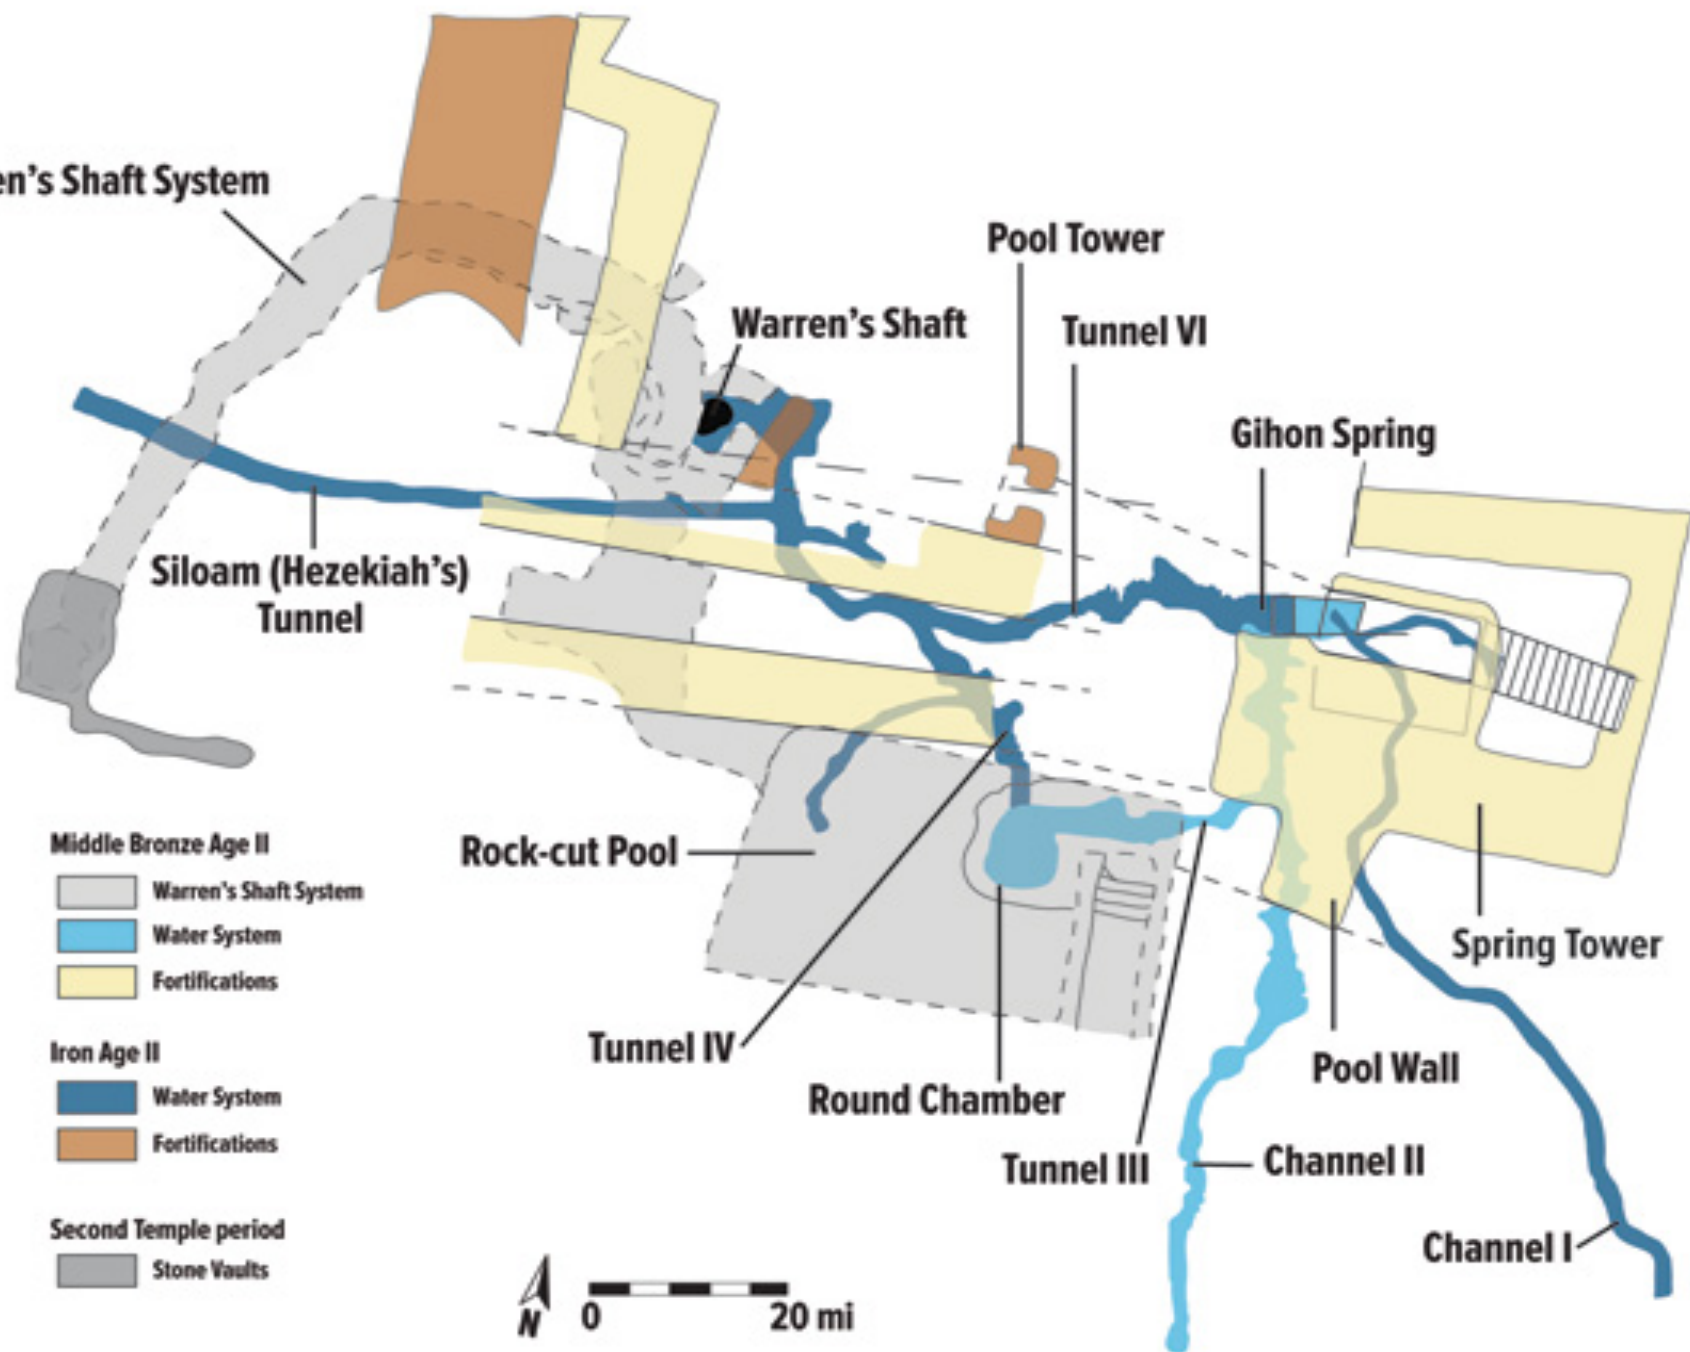 en's Shaft System
Pool Tower
Warren's Shaft
Tunnel VI
Gihon Spring
Siloam (Hezekiah's)
Tunnel
Rock-cut Pool
Spring Tower
Tunnel IV
Round Chamber
Pool Wall
Tunnel III
Channel II
Channel I
Middle Bronze Age II
Warren's Shaft System
Water System
Fortifications
Iron Age II
Water System
Fortifications
Second Temple period
Stone Vaults
N
0 20 mi